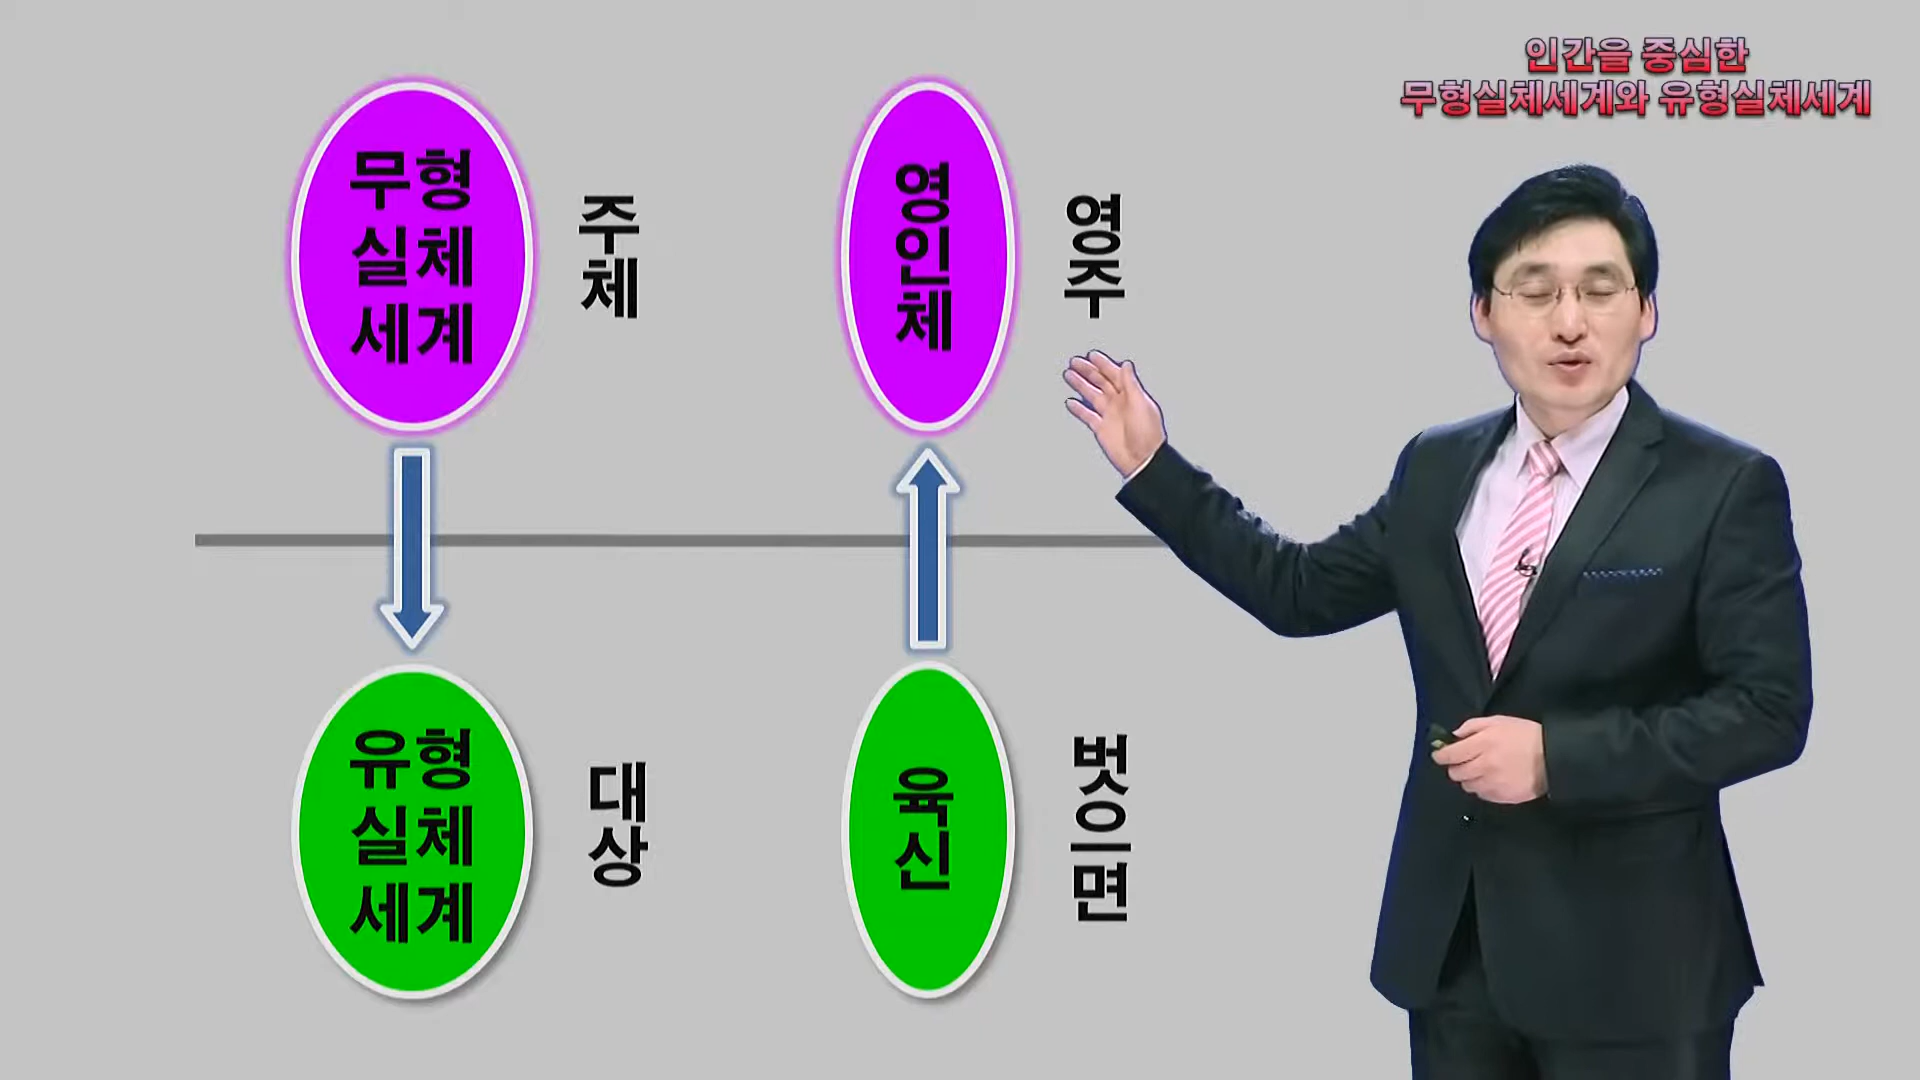 인간을 중심한
무형실체세계와 유형실체세계
무형
실체
세계
주체
영인체
영주
유형
실체
세계
대상
육신
벗으면